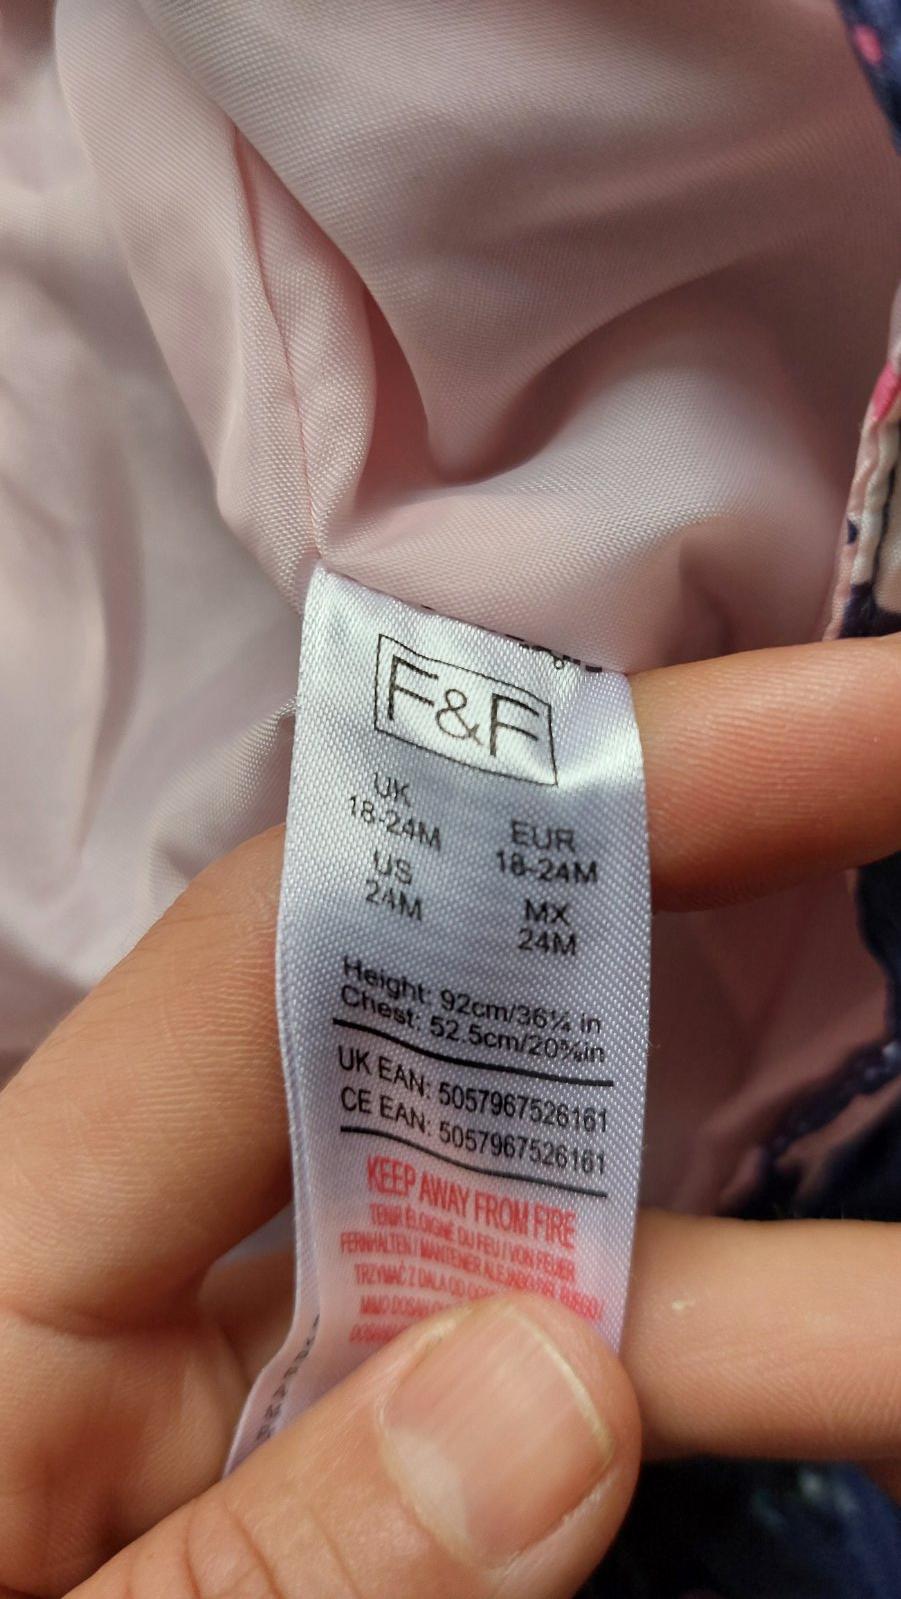 F&F
UK
18-24M
EUR
18-24M
US
24M
MX
24M
Height: 92cm/36¼ in
Chest: 52.5cm/20⅝in
UK EAN: 5057967526161
CE EAN: 5057967526161
KEEP AWAY FROM FIRE
TENIR ÉLOIGNÉ DU FEU / VON FEUER
FERNHALTEN / MANTENER ALEJADO DEL FUEGO/
TRZYMAĆ Z DALA OD
MIMO DOSAH